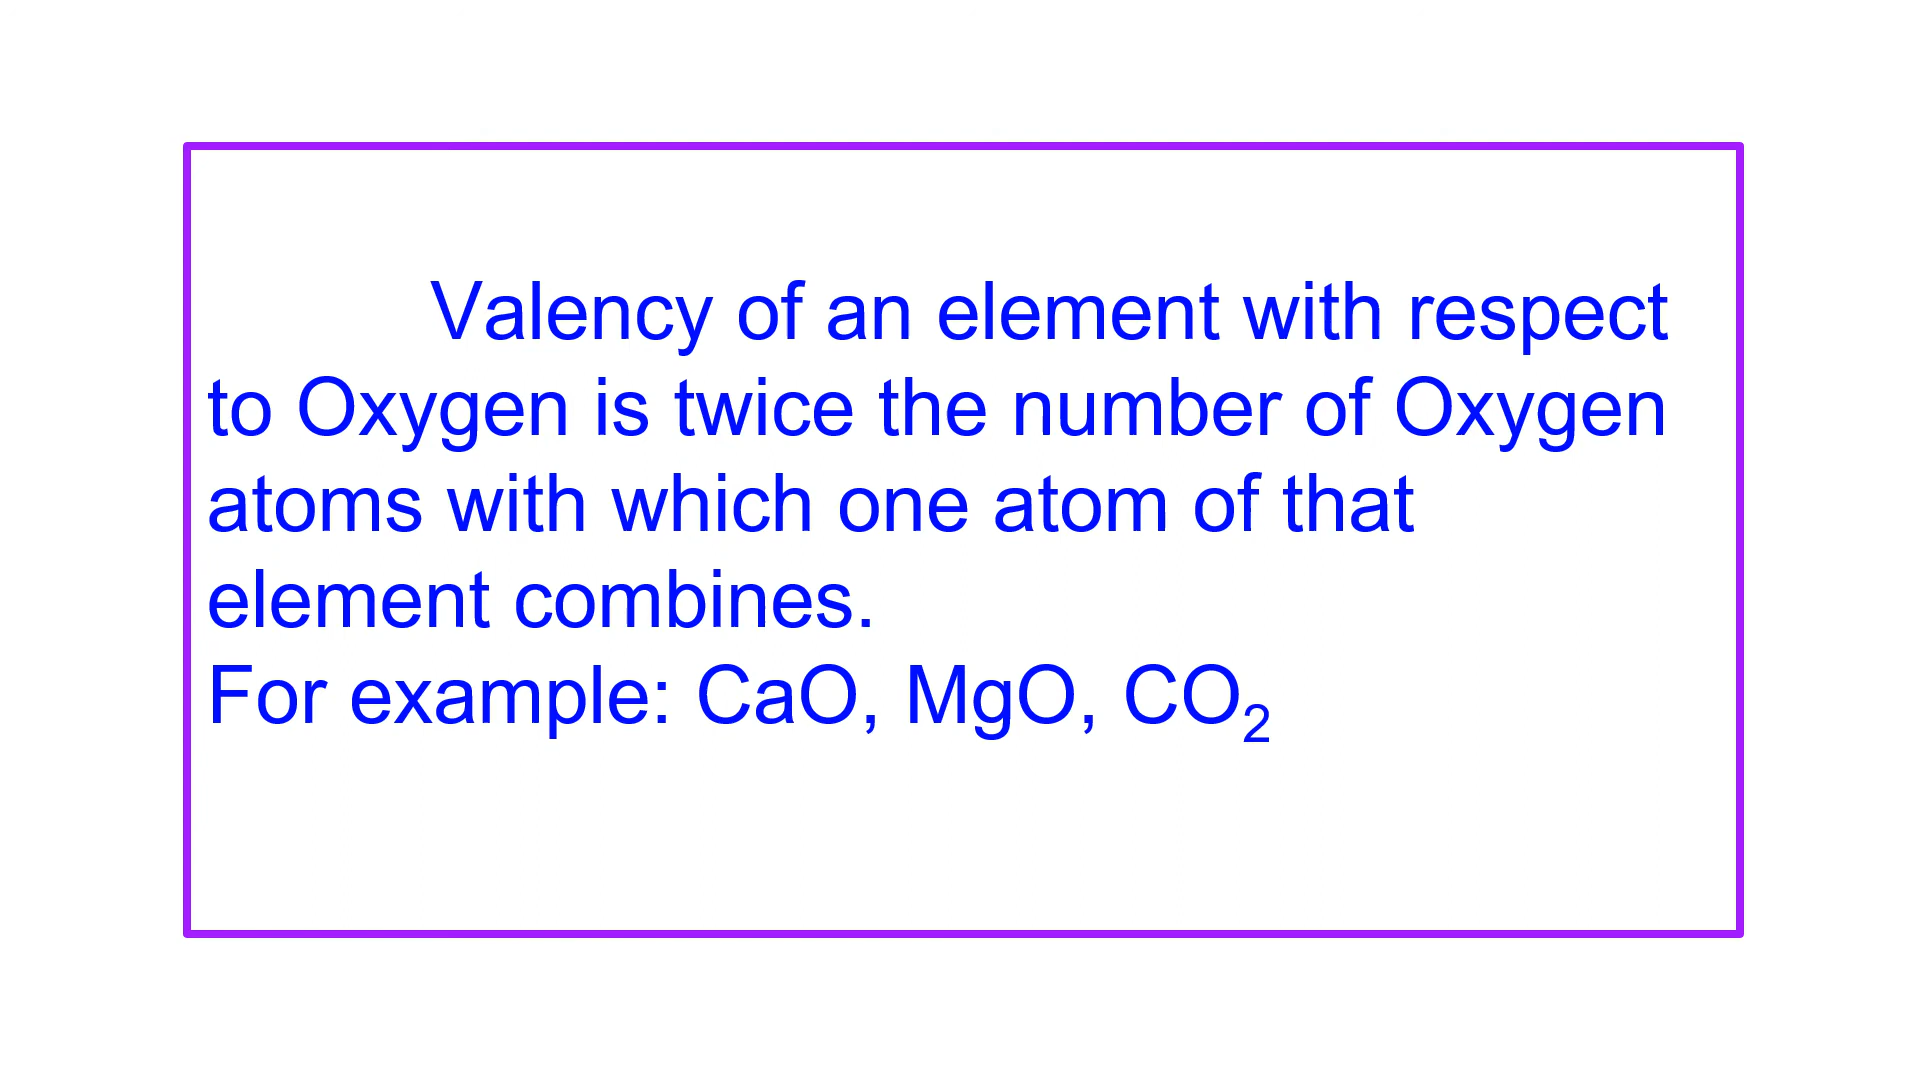 Valency of an element with respect
to Oxygen is twice the number of Oxygen
atoms with which one atom of that
element combines.
For example: CaO, MgO, CO₂